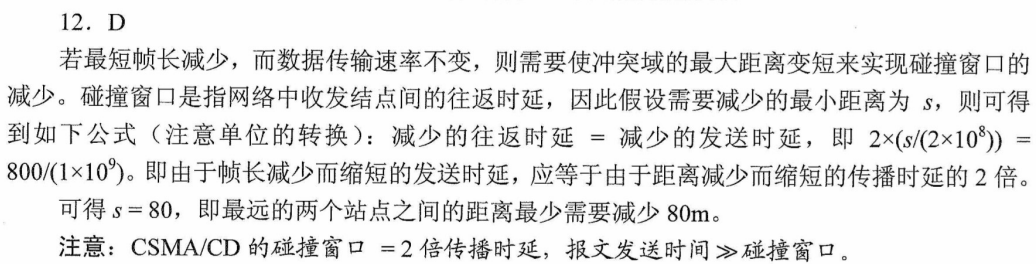 12. D
若最短帧长减少，而数据传输速率不变，则需要使冲突域的最大距离变短来实现碰撞窗口的
减少。碰撞窗口是指网络中收发结点间的往返时延，因此假设需要减少的最小距离为 s，则可得
到如下公式（注意单位的转换）：减少的往返时延 = 减少的发送时延，即 2×(s/(2×10⁸)) =
800/(1×10⁹)。即由于帧长减少而缩短的发送时延，应等于由于距离减少而缩短的传播时延的 2 倍。
可得 s = 80，即最远的两个站点之间的距离最少需要减少 80m。
注意：CSMA/CD 的碰撞窗口 = 2 倍传播时延，报文发送时间≫碰撞窗口。